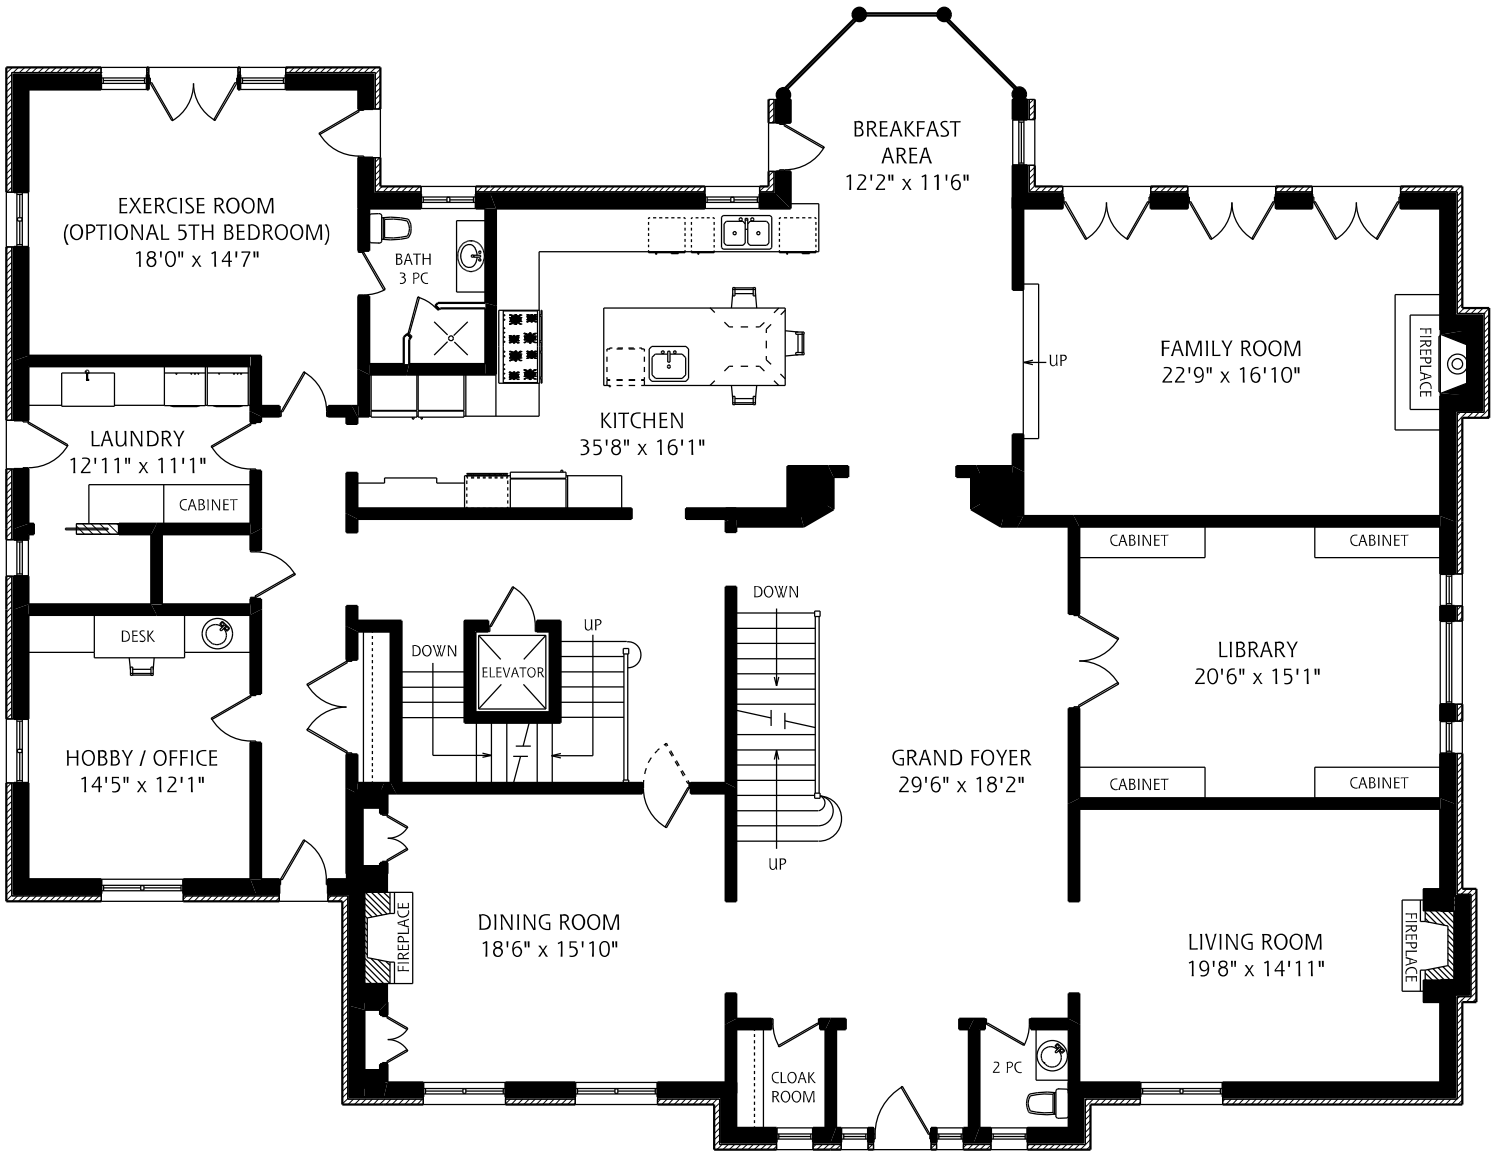 BREAKFAST
AREA
12'2" x 11'6"
EXERCISE ROOM
(OPTIONAL 5TH BEDROOM)
18'0" x 14'7"
BATH
3 PC
UP
FAMILY ROOM
22'9" x 16'10"
FIREPLACE
KITCHEN
35'8" x 16'1"
LAUNDRY
12'11" x 11'1"
CABINET
CABINET
CABINET
DOWN
DESK
UP
DOWN
ELEVATOR
LIBRARY
20'6" x 15'1"
HOBBY / OFFICE
14'5" x 12'1"
GRAND FOYER
29'6" x 18'2"
CABINET
CABINET
UP
DINING ROOM
18'6" x 15'10"
FIREPLACE
LIVING ROOM
19'8" x 14'11"
FIREPLACE
CLOAK
ROOM
2 PC